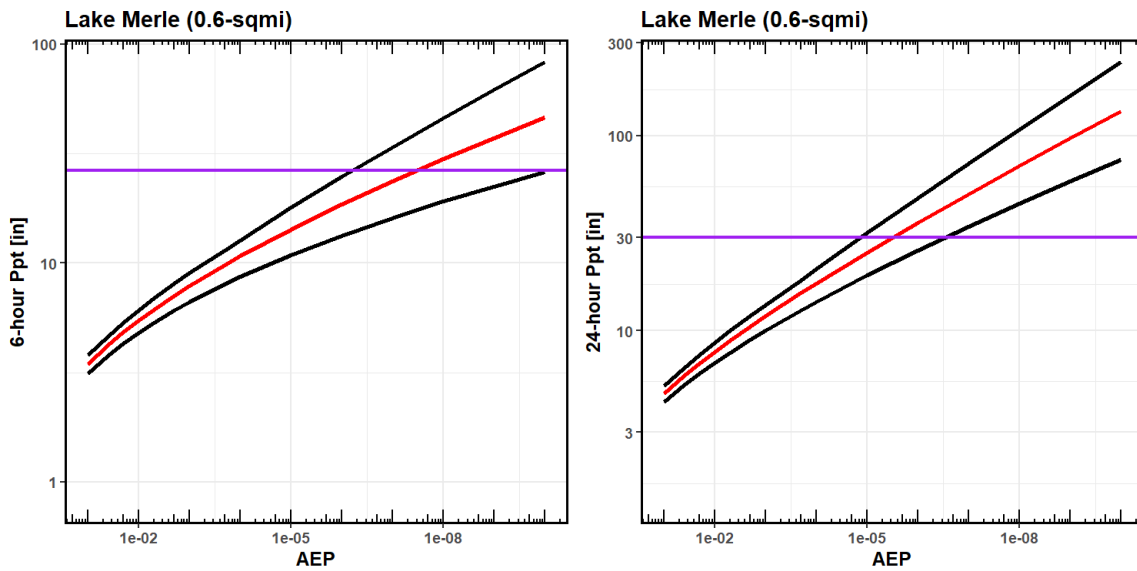 Lake Merle (0.6-sqmi)
100
10
1
6-hour Ppt [in]
1e-02
1e-05
1e-08
AEP
Lake Merle (0.6-sqmi)
300
100
30
10
3
24-hour Ppt [in]
1e-02
1e-05
1e-08
AEP